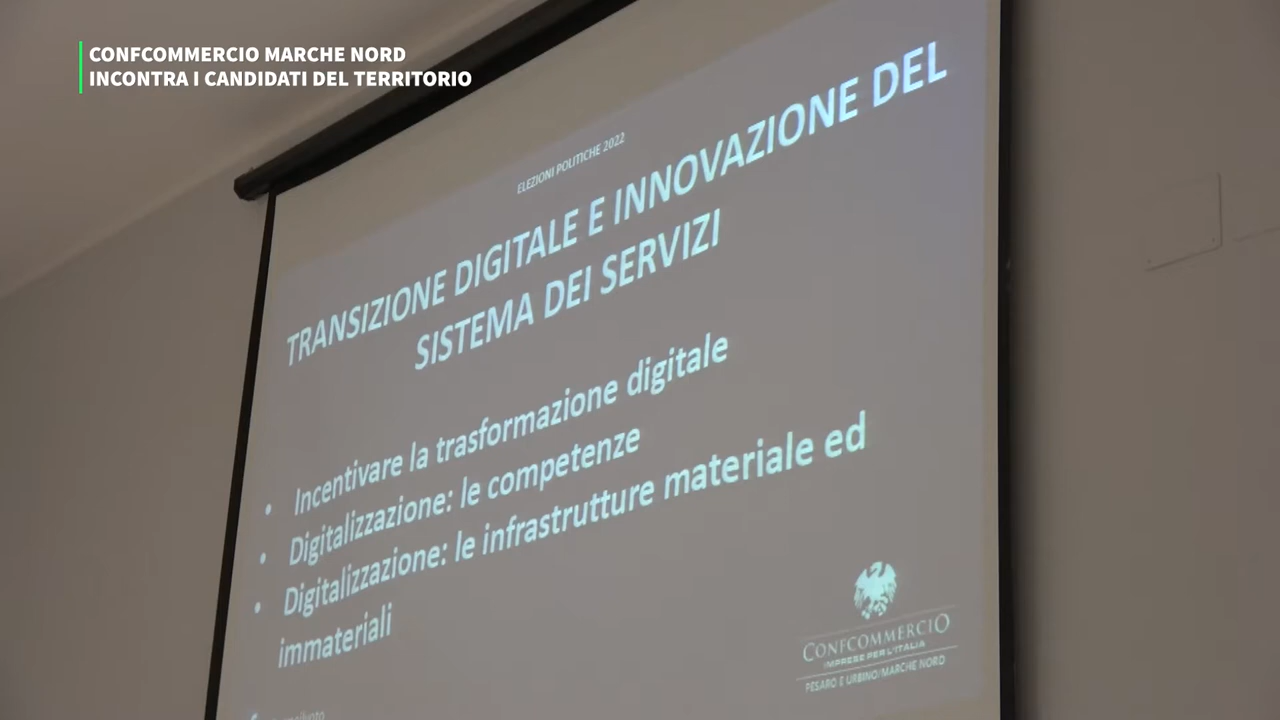 CONFCOMMERCIO MARCHE NORD
INCONTRA I CANDIDATI DEL TERRITORIO
ELEZIONI POLITICHE 2022
TRANSIZIONE DIGITALE E INNOVAZIONE DEL
SISTEMA DEI SERVIZI
• Incentivare la trasformazione digitale
• Digitalizzazione: le competenze
• Digitalizzazione: le infrastrutture materiale ed
immateriali
CONFCOMMERCIO
IMPRESE PER L'ITALIA
PESARO E URBINO/MARCHE NORD